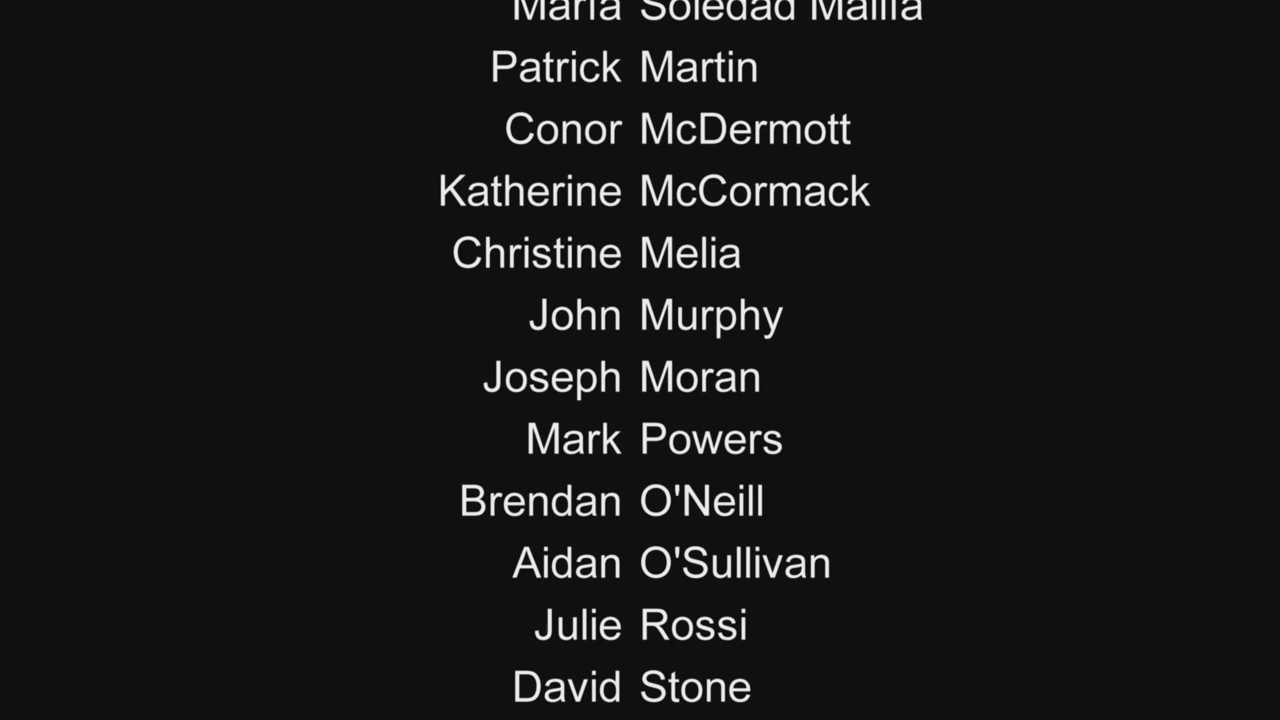 Soledad
Patrick Martin
Conor McDermott
Katherine McCormack
Christine Melia
John Murphy
Joseph Moran
Mark Powers
Brendan O'Neill
Aidan O'Sullivan
Julie Rossi
David Stone